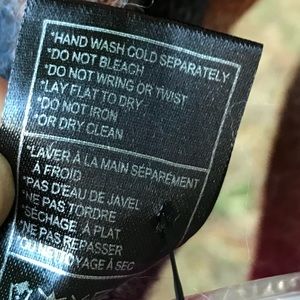 *HAND WASH COLD SEPARATELY
*DO NOT BLEACH
*DO NOT WRING OR TWIST
*LAY FLAT TO DRY
*DO NOT IRON
*OR DRY CLEAN
*LAVER À LA MAIN SÉPARÉMENT
À FROID
*PAS D'EAU DE JAVEL
*NE PAS TORDRE
*SÉCHAGE À PLAT
*NE PAS REPASSER
À SEC